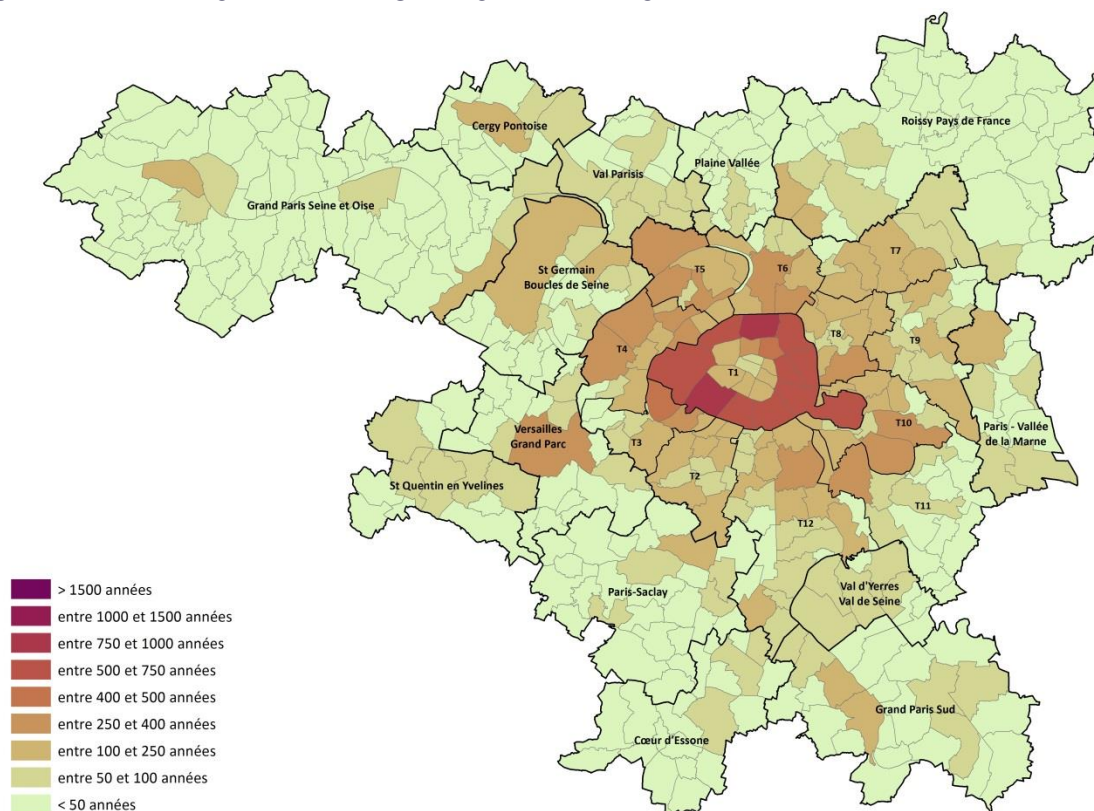 Cergy Pontoise
Roissy Pays de France
Plaine Vallée
Val Parisis
Grand Paris Seine et Oise
T7
T5
T6
St Germain
Boucles de Seine
T8
T9
T4
T1
T10
Versailles
Grand Parc
T3
Paris - Vallée
de la Marne
T2
St Quentin en Yvelines
T11
T12
Val d'Yerres
Val de Seine
Paris-Saclay
Grand Paris Sud
Cœur d'Essone
> 1500 années
entre 1000 et 1500 années
entre 750 et 1000 années
entre 500 et 750 années
entre 400 et 500 années
entre 250 et 400 années
entre 100 et 250 années
entre 50 et 100 années
< 50 années